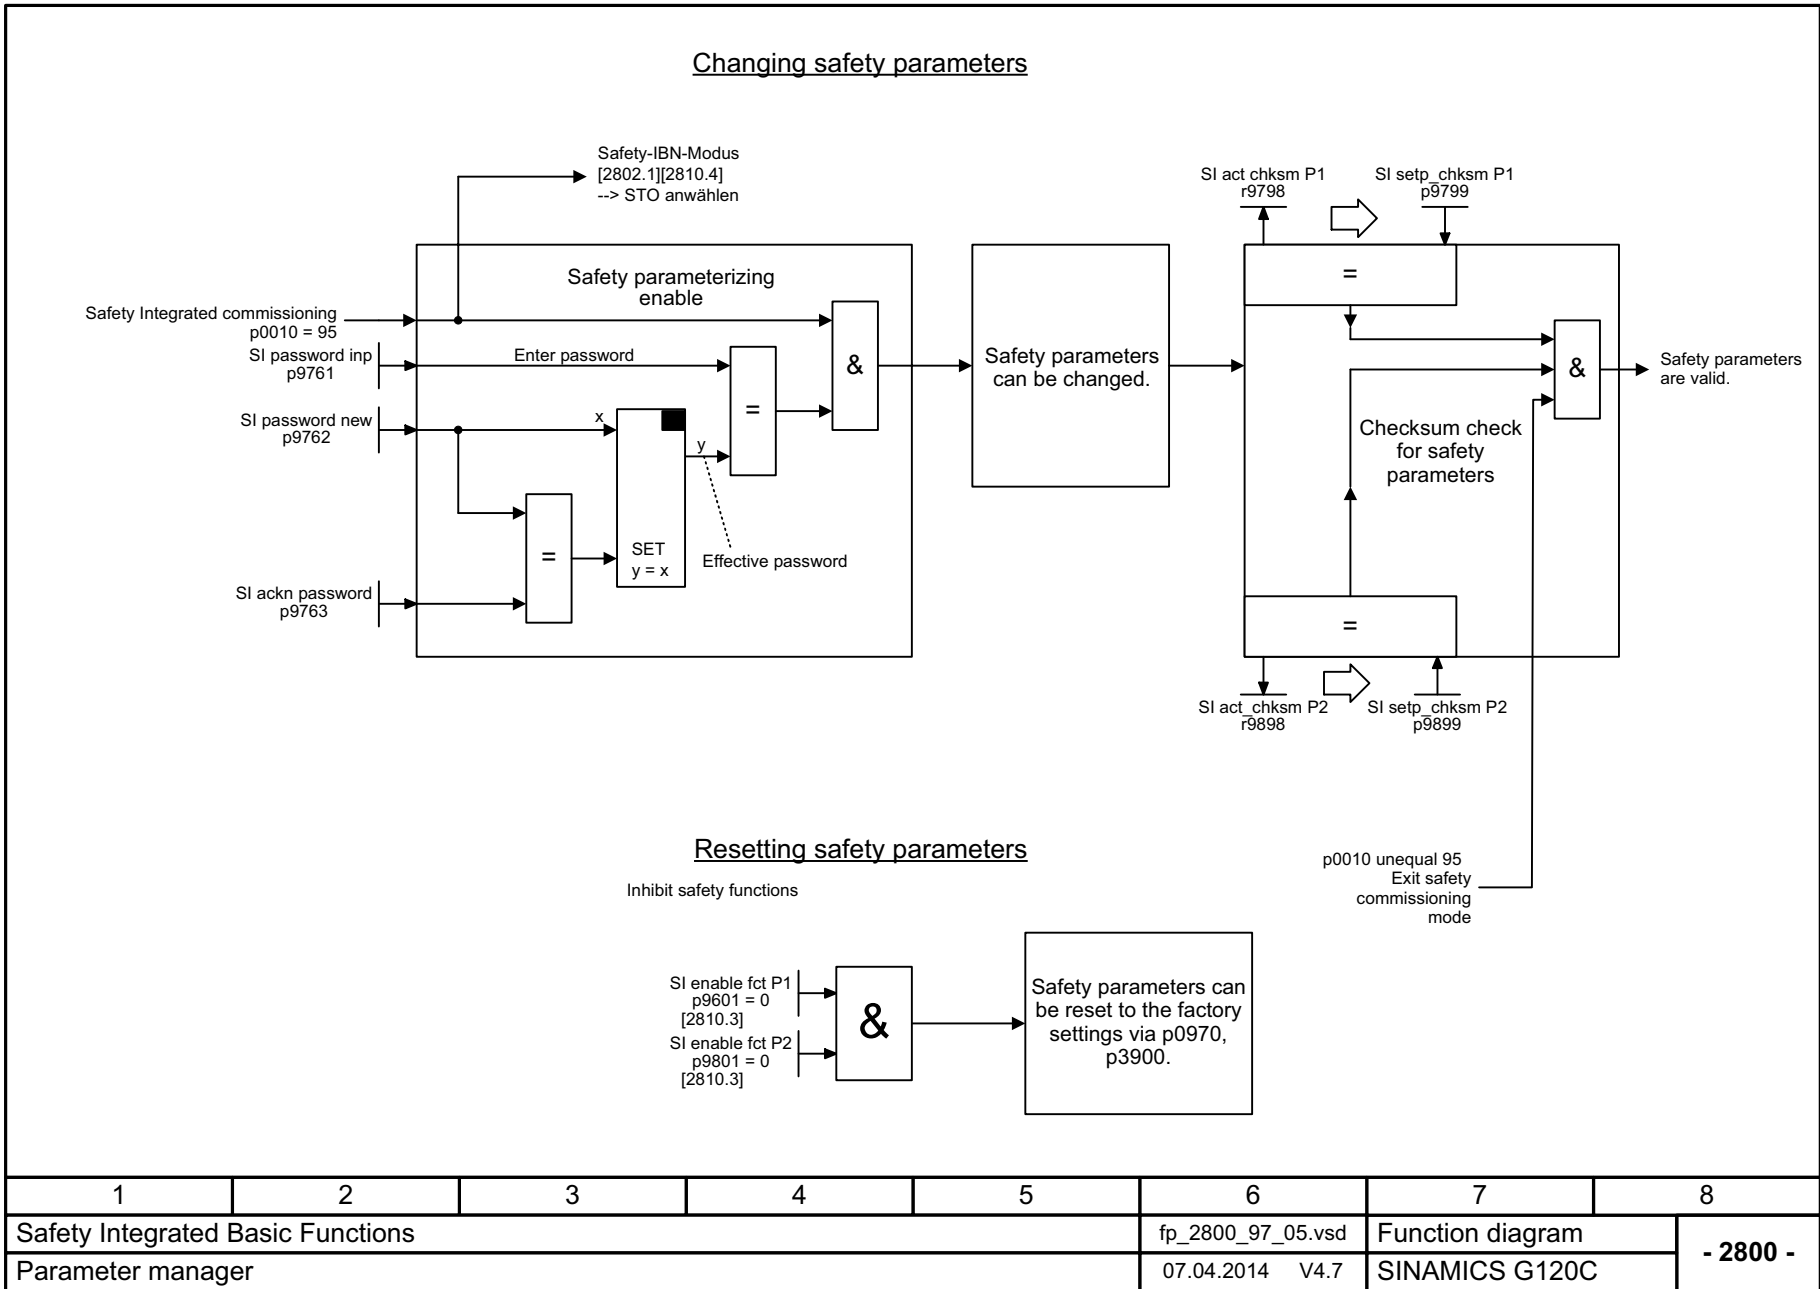 Changing safety parameters
Safety-IBN-Modus
[2802.1][2810.4]
--> STO anwählen
SI act chksm P1
r9798
SI setp_chksm P1
p9799
Safety parameterizing
enable
=
Safety Integrated commissioning
p0010 = 95
SI password inp
p9761
Enter password
&
Safety parameters
can be changed.
&
Safety parameters
are valid.
SI password new
p9762
x
=
y
Checksum check
for safety
parameters
=
SET
y = x
Effective password
SI ackn password
p9763
=
SI act_chksm P2
r9898
SI setp_chksm P2
p9899
Resetting safety parameters
Inhibit safety functions
p0010 unequal 95
Exit safety
commissioning
mode
SI enable fct P1
p9601 = 0
[2810.3]
SI enable fct P2
p9801 = 0
[2810.3]
&
Safety parameters can
be reset to the factory
settings via p0970,
p3900.
1 2 3 4 5 6 7 8
Safety Integrated Basic Functions
fp_2800_97_05.vsd
Function diagram
- 2800 -
Parameter manager
07.04.2014 V4.7
SINAMICS G120C